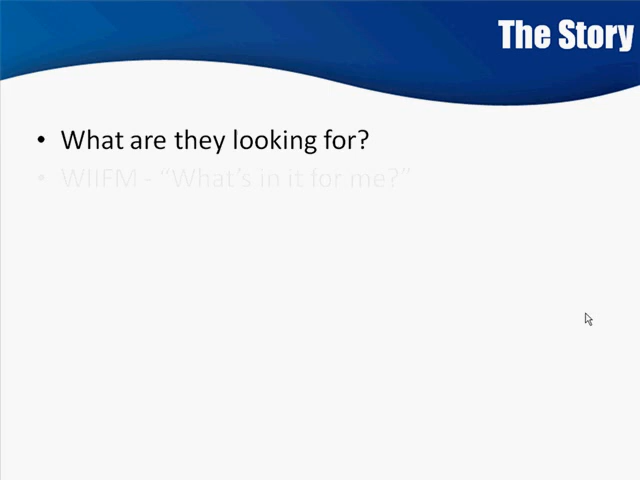 The Story
• What are they looking for?
• WIIFM - “What’s in it for me?”